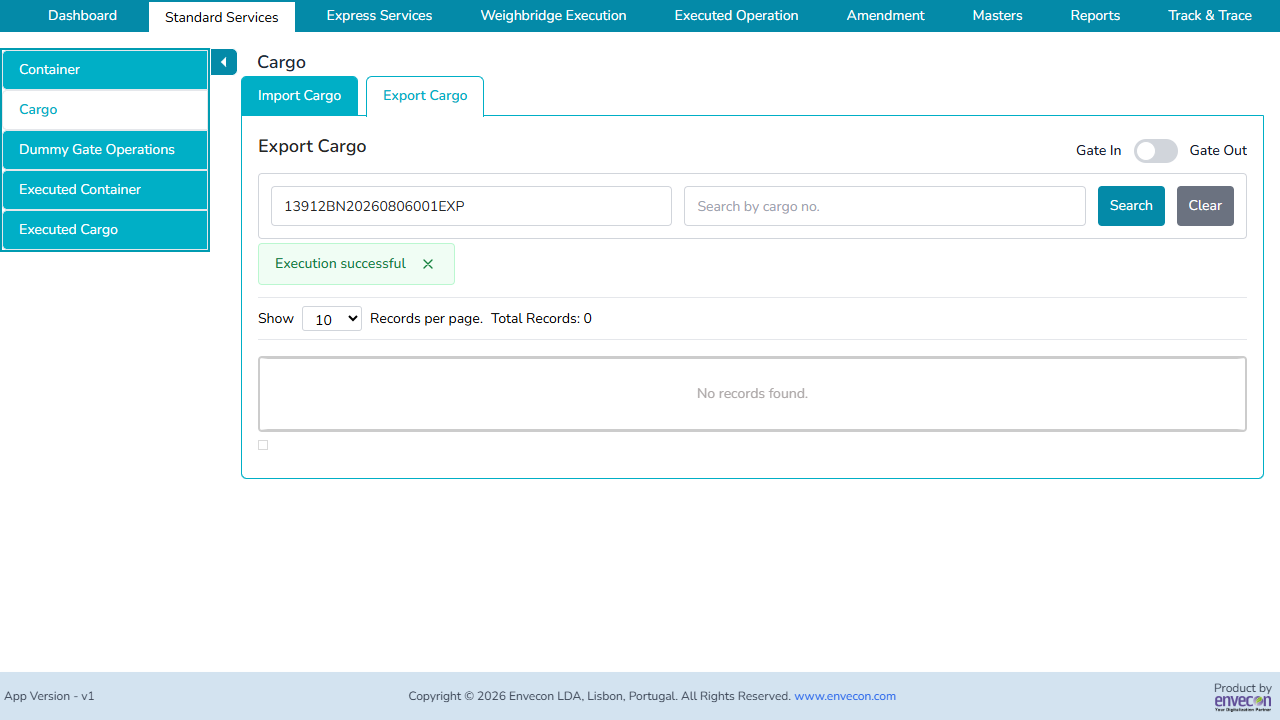 Dashboard
Standard Services
Express Services
Weighbridge Execution
Executed Operation
Amendment
Masters
Reports
Track & Trace
Container
Cargo
Dummy Gate Operations
Executed Container
Executed Cargo
Cargo
Import Cargo
Export Cargo
Export Cargo
Gate In
Gate Out
13912BN20260806001EXP
Search by cargo no.
Search
Clear
Execution successful
Show 10 Records per page. Total Records: 0
No records found.
App Version - v1
Copyright © 2026 Envecon LDA, Lisbon, Portugal. All Rights Reserved. www.envecon.com
Product by
envecon
Your Digitalization Partner